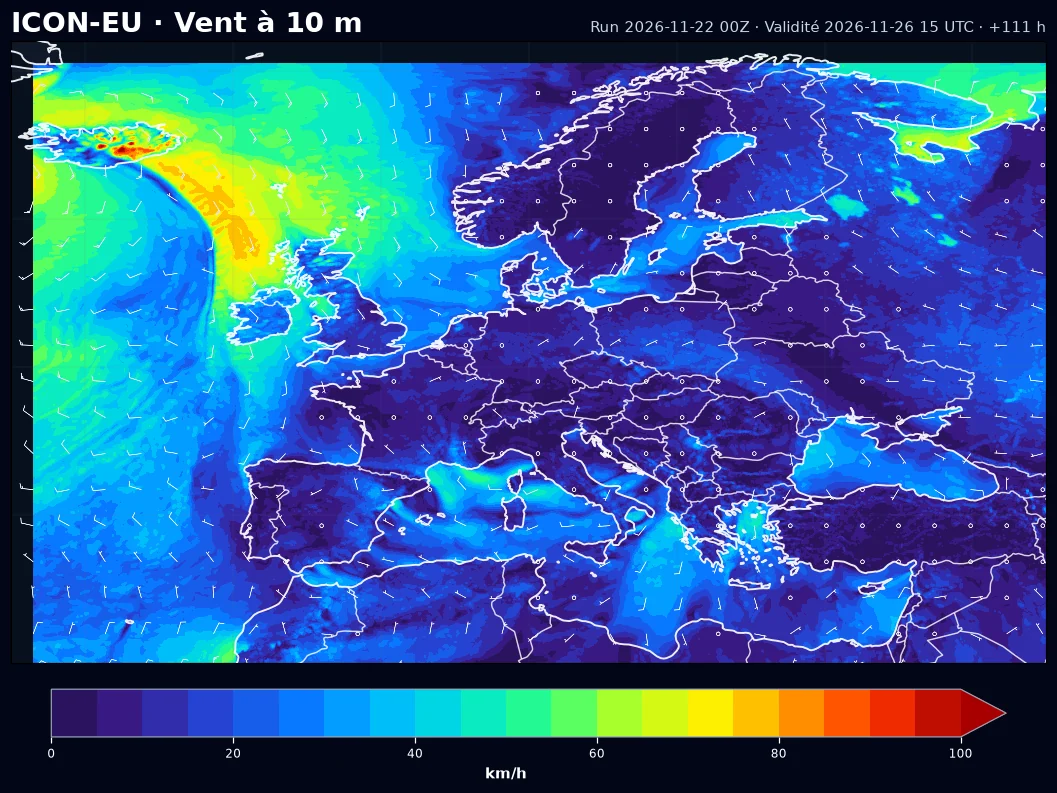 ICON-EU · Vent à 10 m
Run 2026-11-22 00Z · Validité 2026-11-26 15 UTC · +111 h
0 20 40 60 80 100
km/h